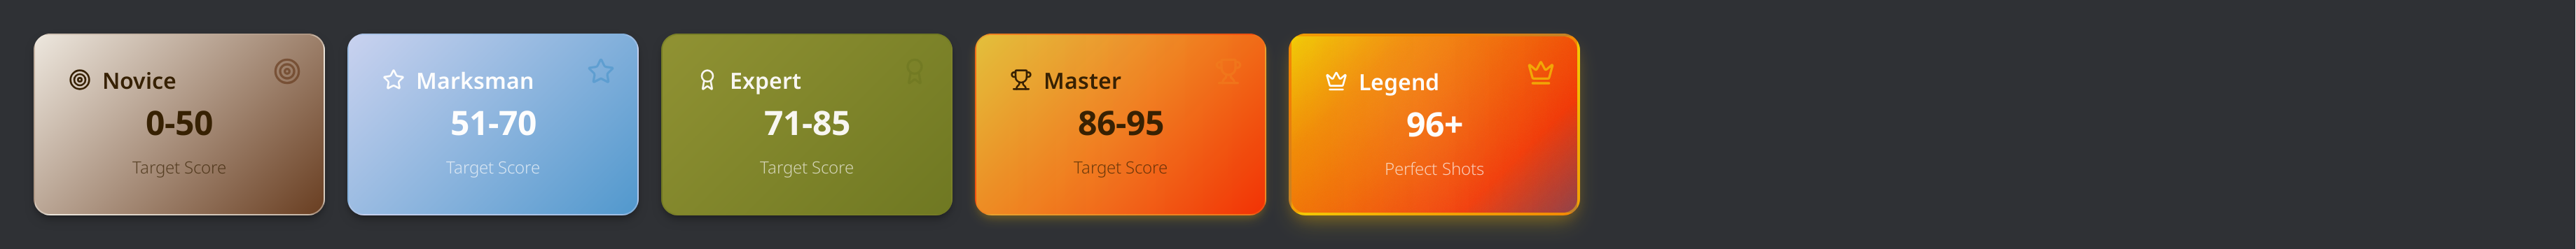 Novice
0-50
Target Score
Marksman
51-70
Target Score
Expert
71-85
Target Score
Master
86-95
Target Score
Legend
96+
Perfect Shots